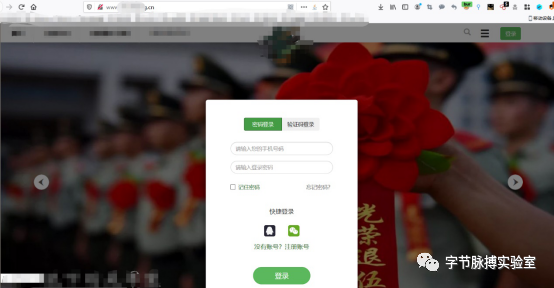 www.
g.cn
登录
密码登录 验证码登录
请输入您的手机号码
请输入登录密码
记住密码 忘记密码?
快捷登录
没有账号? 注册账号
登录
光荣退伍
字节脉搏实验室